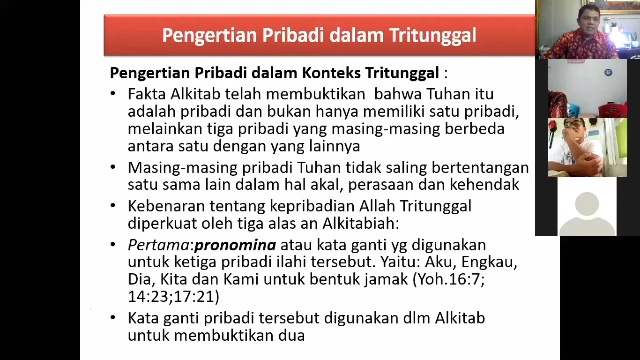 Pengertian Pribadi dalam Tritunggal
Pengertian Pribadi dalam Konteks Tritunggal :
• Fakta Alkitab telah membuktikan bahwa Tuhan itu
adalah pribadi dan bukan hanya memiliki satu pribadi,
melainkan tiga pribadi yang masing-masing berbeda
antara satu dengan yang lainnya
• Masing-masing pribadi Tuhan tidak saling bertentangan
satu sama lain dalam hal akal, perasaan dan kehendak
• Kebenaran tentang kepribadian Allah Tritunggal
diperkuat oleh tiga alas an Alkitabiah:
• Pertama:pronomina atau kata ganti yg digunakan
untuk ketiga pribadi ilahi tersebut. Yaitu: Aku, Engkau,
Dia, Kita dan Kami untuk bentuk jamak (Yoh.16:7;
14:23;17:21)
• Kata ganti pribadi tersebut digunakan dlm Alkitab
untuk membuktikan dua